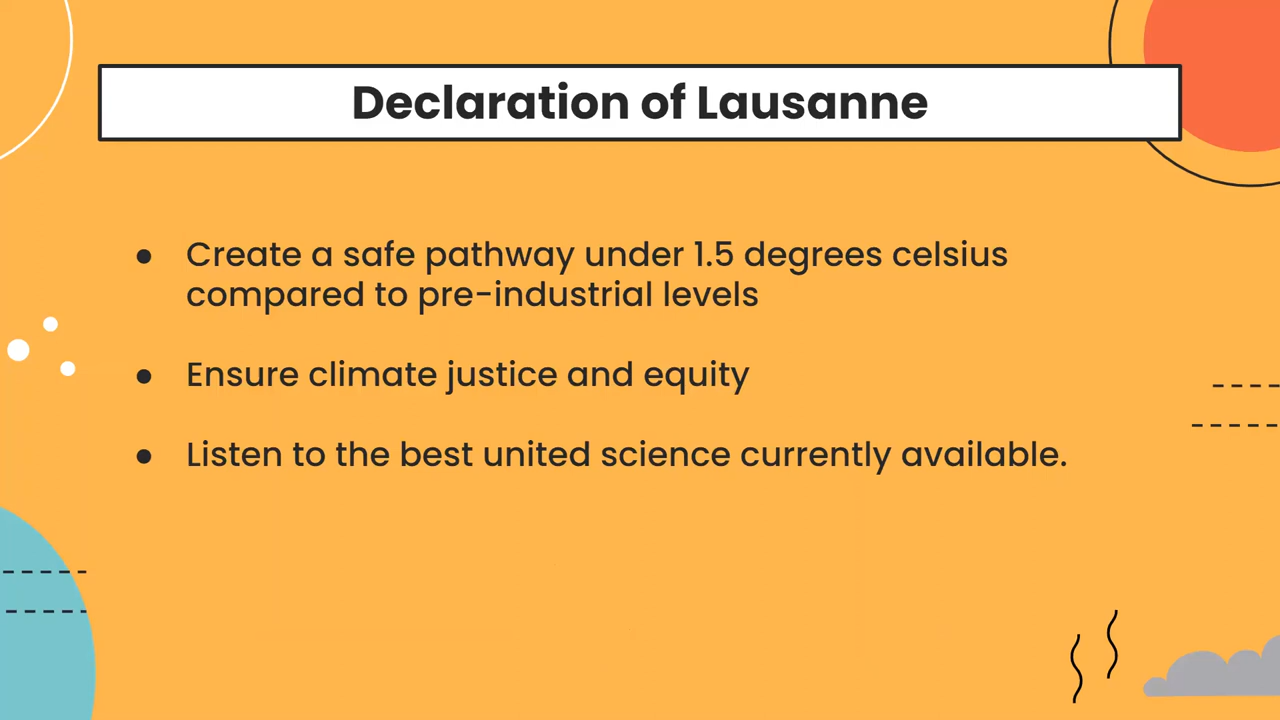 Declaration of Lausanne
● Create a safe pathway under 1.5 degrees celsius
compared to pre-industrial levels
● Ensure climate justice and equity
● Listen to the best united science currently available.